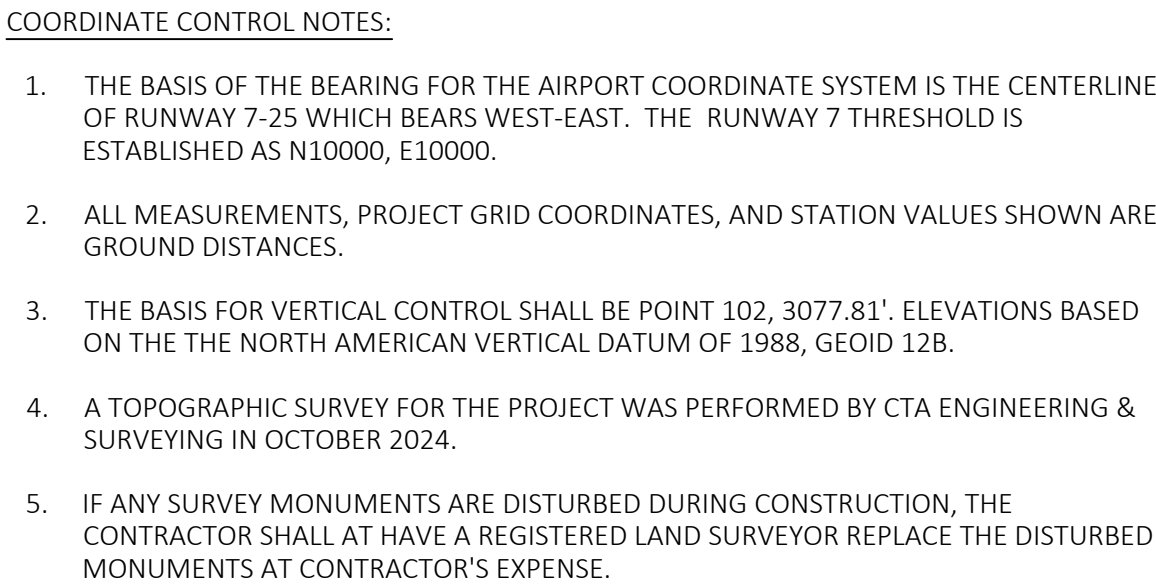 COORDINATE CONTROL NOTES:
1. THE BASIS OF THE BEARING FOR THE AIRPORT COORDINATE SYSTEM IS THE CENTERLINE
OF RUNWAY 7-25 WHICH BEARS WEST-EAST. THE RUNWAY 7 THRESHOLD IS
ESTABLISHED AS N10000, E10000.
2. ALL MEASUREMENTS, PROJECT GRID COORDINATES, AND STATION VALUES SHOWN ARE
GROUND DISTANCES.
3. THE BASIS FOR VERTICAL CONTROL SHALL BE POINT 102, 3077.81'. ELEVATIONS BASED
ON THE THE NORTH AMERICAN VERTICAL DATUM OF 1988, GEOID 12B.
4. A TOPOGRAPHIC SURVEY FOR THE PROJECT WAS PERFORMED BY CTA ENGINEERING &
SURVEYING IN OCTOBER 2024.
5. IF ANY SURVEY MONUMENTS ARE DISTURBED DURING CONSTRUCTION, THE
CONTRACTOR SHALL AT HAVE A REGISTERED LAND SURVEYOR REPLACE THE DISTURBED
MONUMENTS AT CONTRACTOR'S EXPENSE.